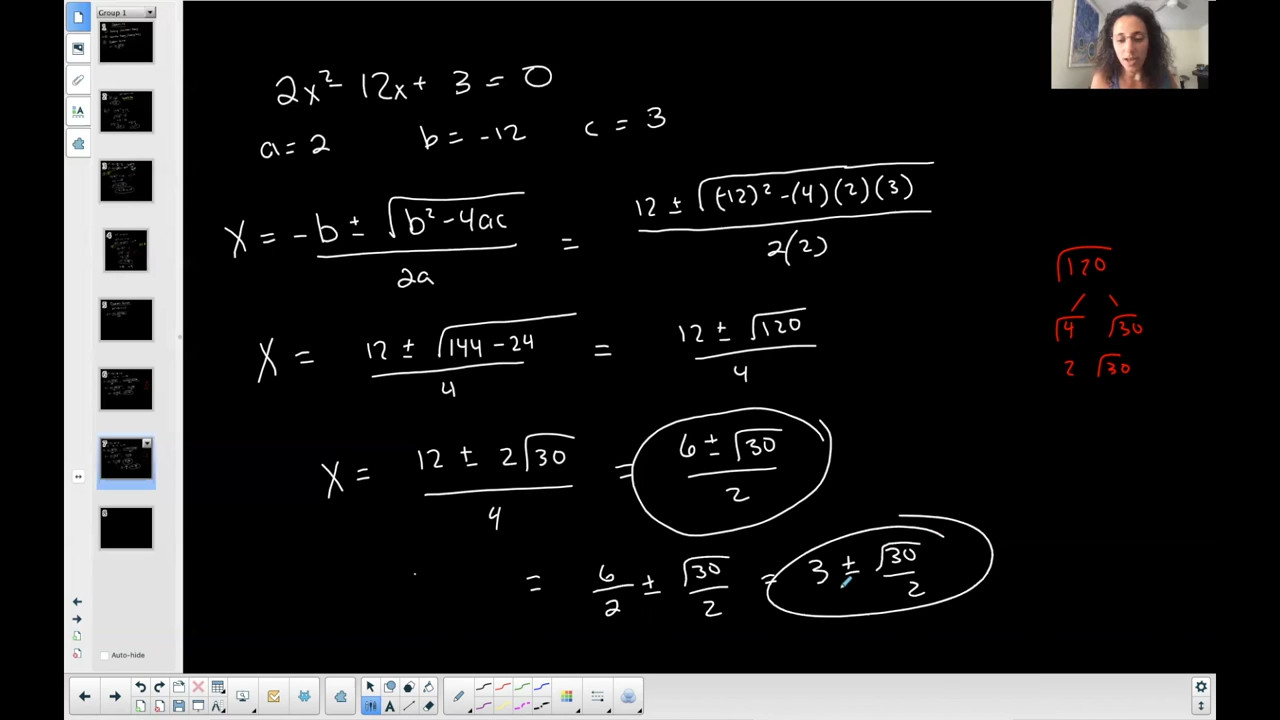 Group 1
2x² - 12x + 3 = 0
a = 2 b = -12 c = 3
X = -b ± √(b² - 4ac) / 2a = 12 ± √((-12)² - (4)(2)(3)) / 2(2)
√120
X = 12 ± √(144 - 24) / 4 = 12 ± √120 / 4
√4 √30
2 √30
X = 12 ± 2√30 / 4 = 6 ± √30 / 2
= 6/2 ± √30/2 = 3 ± √30/2
Auto-hide